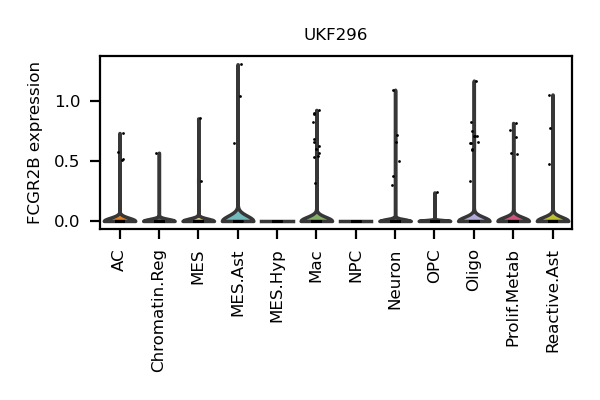 UKF296
FCGR2B expression
1.0
0.5
0.0
AC
Chromatin.Reg
MES
MES.Ast
MES.Hyp
Mac
NPC
Neuron
OPC
Oligo
Prolif.Metab
Reactive.Ast